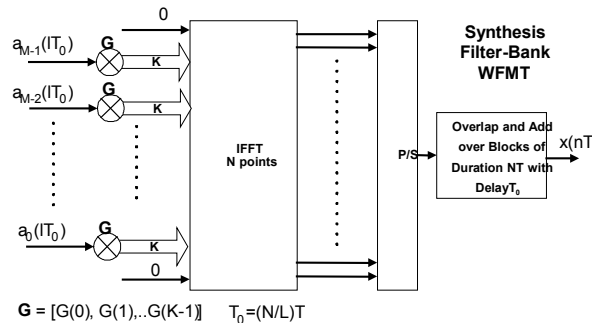 0
a_{M-1}(lT_0)
G
K
a_{M-2}(lT_0)
G
K
a_0(lT_0)
G
K
0
IFFT
N points
P/S
Synthesis
Filter-Bank
WFMT
Overlap and Add
over Blocks of
Duration NT with
DelayT_0
x(nT
G = [G(0), G(1),..G(K-1)] T_0=(N/L)T